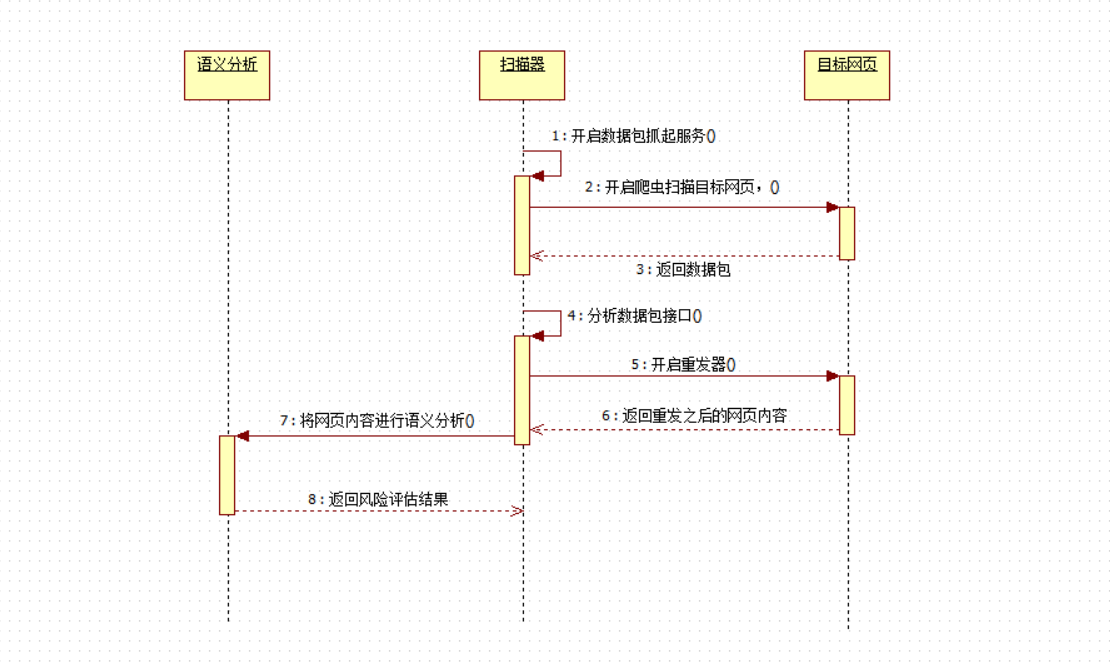 语义分析
扫描器
目标网页
1:开启数据包抓起服务()
2:开启爬虫扫描目标网页，()
3:返回数据包
4:分析数据包接口()
5:开启重发器()
6:返回重发之后的网页内容
7:将网页内容进行语义分析()
8:返回风险评估结果